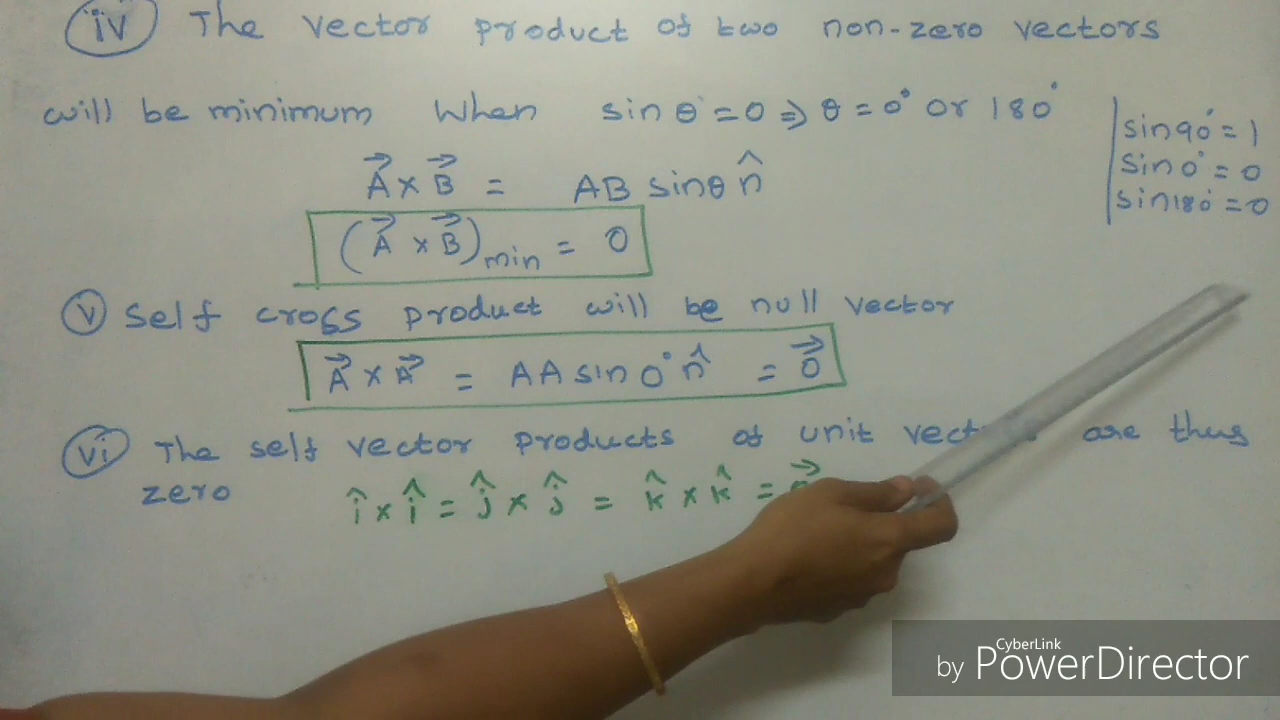 iv The vector product of two non-zero vectors
will be minimum when sin θ = 0 ⇒ θ = 0° or 180°
sin 90° = 1
sin 0° = 0
sin 180° = 0
A⃗ × B⃗ = AB sinθ n̂
(A⃗ × B⃗)min = 0
v Self cross product will be null vector
A⃗ × A⃗ = AA sin 0° n̂ = 0⃗
vi The self vector products of unit are thus
zero î × î = ĵ × ĵ = k̂ × k̂ =
CyberLink
by PowerDirector